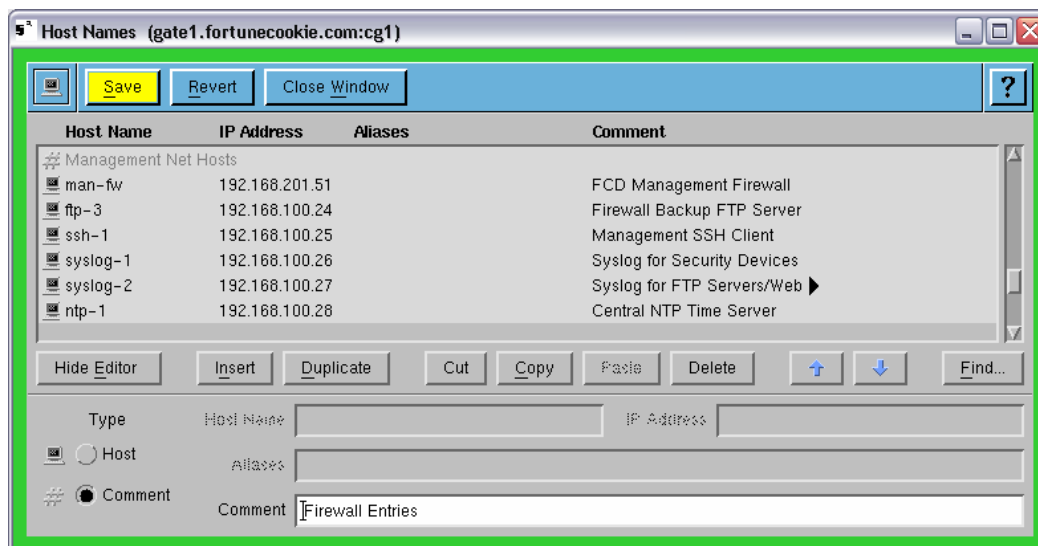 Host Names (gate1.fortunecookie.com:cg1)
Save Revert Close Window ?
Host Name IP Address Aliases Comment
# Management Net Hosts
man-fw 192.168.201.51 FCD Management Firewall
ftp-3 192.168.100.24 Firewall Backup FTP Server
ssh-1 192.168.100.25 Management SSH Client
syslog-1 192.168.100.26 Syslog for Security Devices
syslog-2 192.168.100.27 Syslog for FTP Servers/Web
ntp-1 192.168.100.28 Central NTP Time Server
Hide Editor Insert Duplicate Cut Copy Paste Delete Find...
Type Host Name IP Address
Host
Aliases
# Comment
Comment Firewall Entries